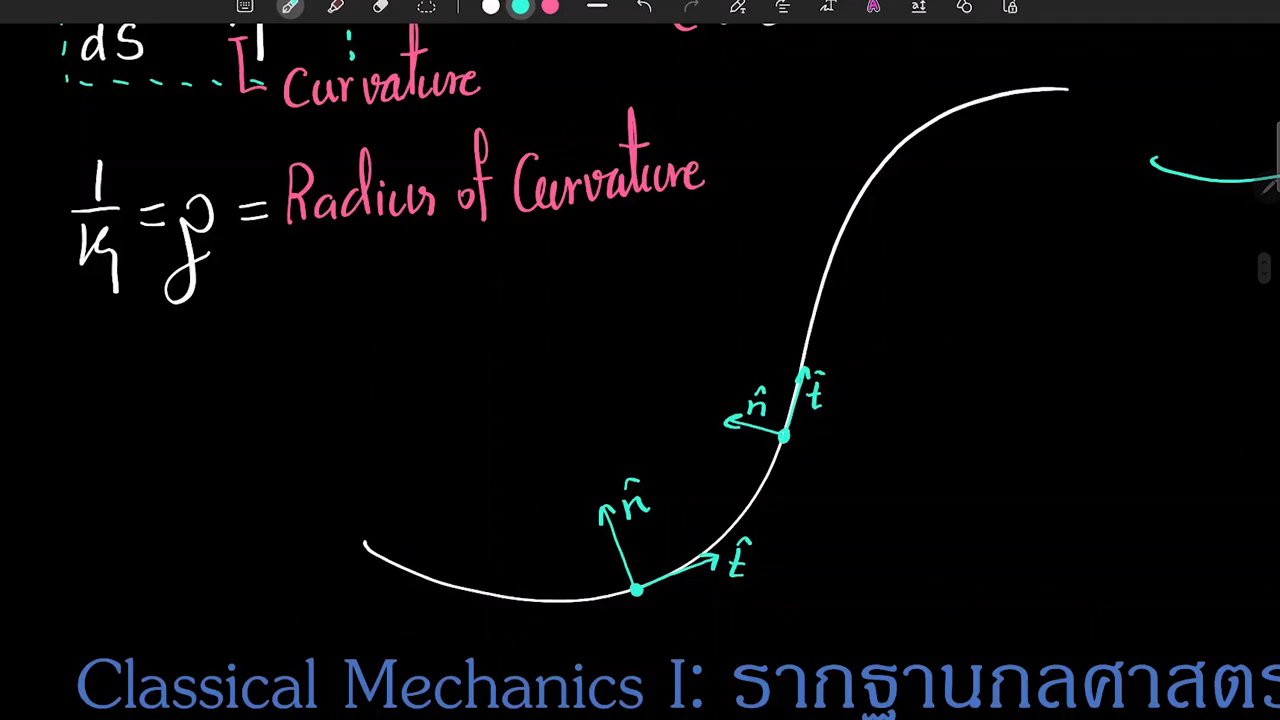 dS
Curvature
1/κ = ρ = Radius of Curvature
n̂
t̂
n̂
t̂
Classical Mechanics I: รากฐานกลศาสตร